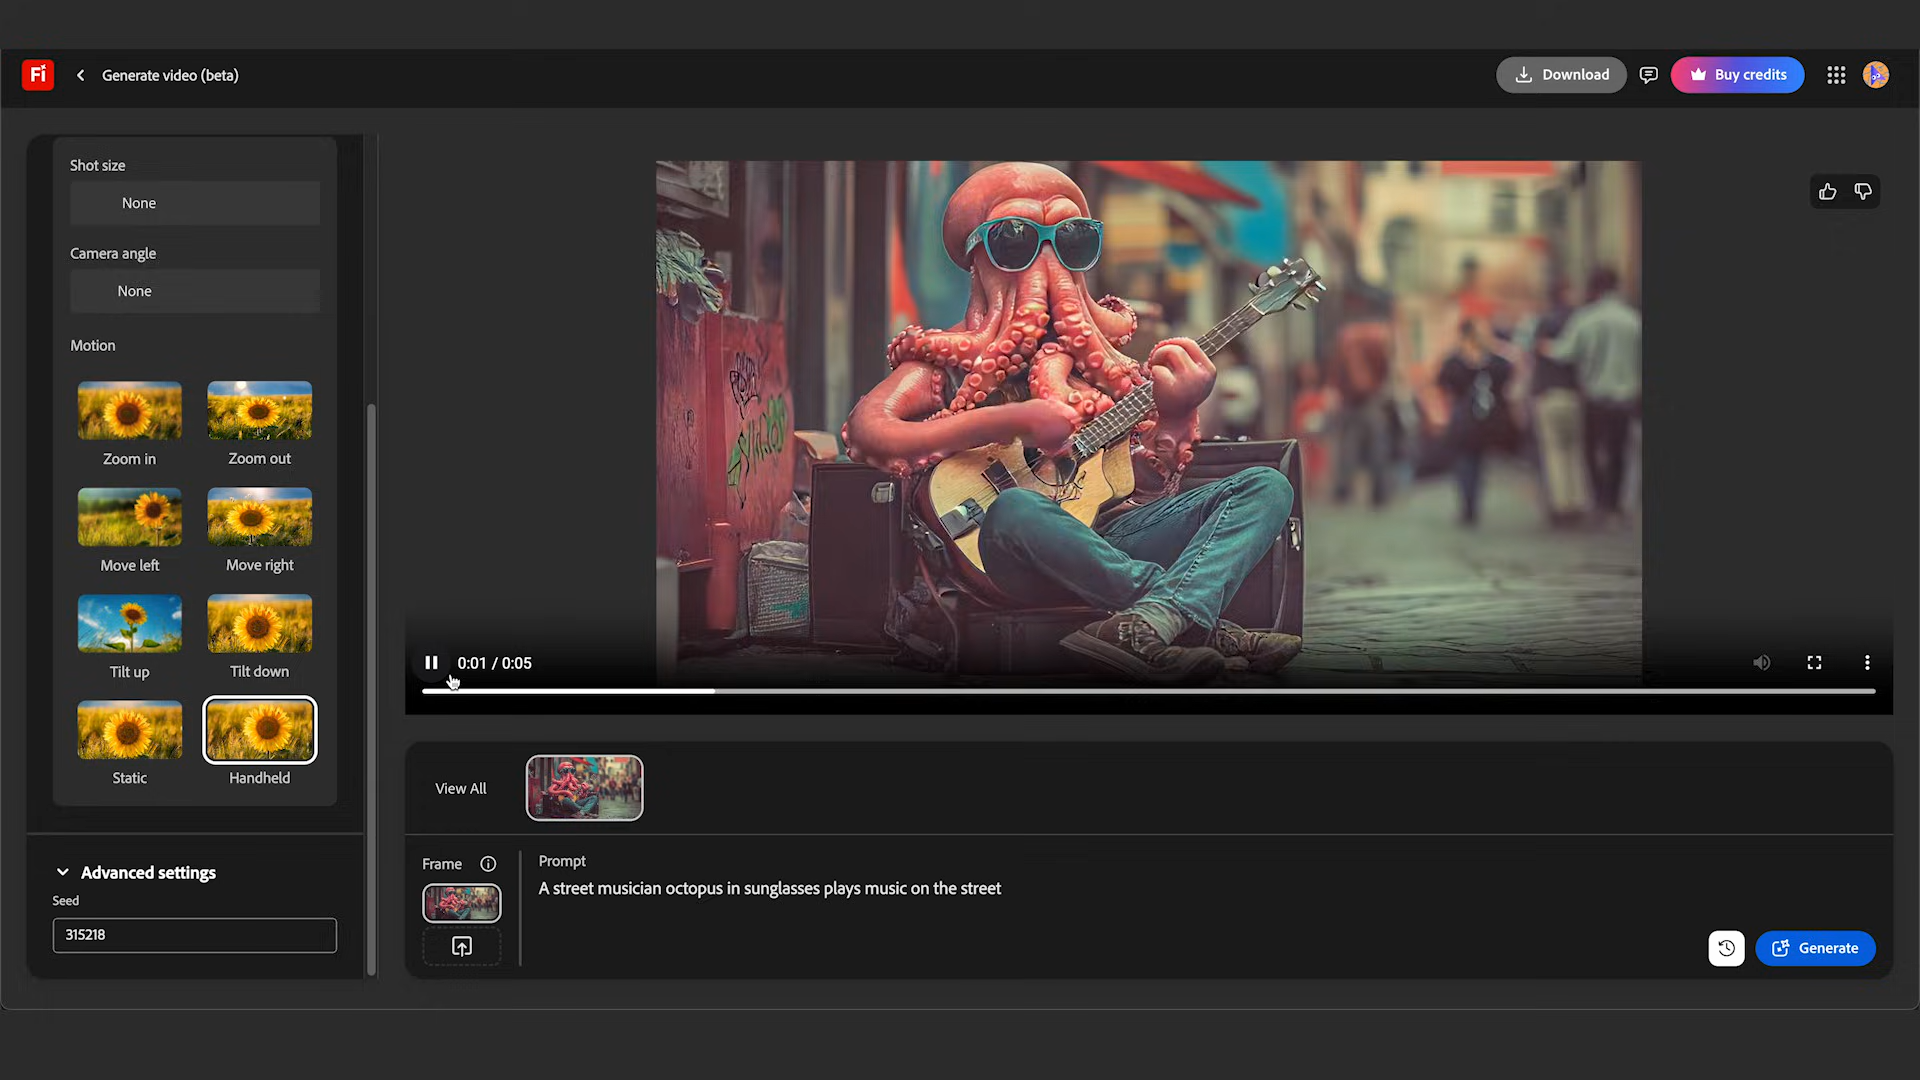 Fi
Generate video (beta)
Download
Buy credits
Shot size
None
Camera angle
None
Motion
Zoom in
Zoom out
Move left
Move right
Tilt up
Tilt down
Static
Handheld
Advanced settings
Seed
315218
0:01 / 0:05
View All
Frame
Prompt
A street musician octopus in sunglasses plays music on the street
Generate